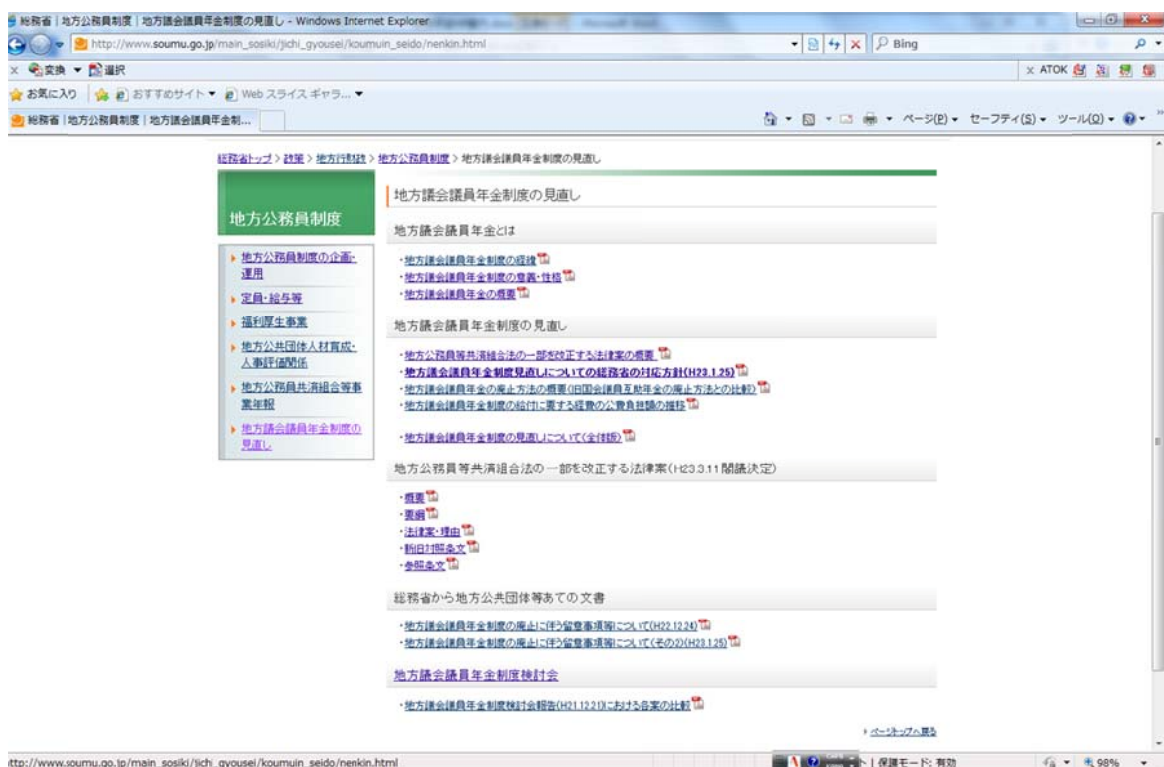 総務省｜地方公務員制度｜地方議会議員年金制度の見直し - Windows Internet Explorer
http://www.soumu.go.jp/main_sosiki/jichi_gyousei/koumuin_seido/nenkin.html
Bing
× 変換 ▼ 選択
× ATOK
お気に入り おすすめサイト ▼ Web スライス ギャラ... ▼
総務省｜地方公務員制度｜地方議会議員年金制...
ページ(P) セーフティ(S) ツール(O)
総務省トップ > 政策 > 地方行財政 > 地方公務員制度 > 地方議会議員年金制度の見直し
地方公務員制度
地方公務員制度の企画・
運用
定員・給与等
福利厚生事業
地方公共団体人材育成・
人事評価関係
地方公務員共済組合等事
業年報
地方議会議員年金制度の
見直し
地方議会議員年金制度の見直し
地方議会議員年金とは
・地方議会議員年金制度の経緯
・地方議会議員年金制度の意義・性格
・地方議会議員年金の概要
地方議会議員年金制度の見直し
・地方公務員等共済組合法の一部を改正する法律案の概要
・地方議会議員年金制度見直しについての総務省の対応方針(H23.1.25)
・地方議会議員年金の廃止方法の概要(旧国会議員互助年金の廃止方法との比較)
・地方議会議員年金制度の給付に要する経費の公費負担額の推移
・地方議会議員年金制度の見直しについて(全体版)
地方公務員等共済組合法の一部を改正する法律案(H23.3.11閣議決定)
・概要
・要綱
・法律案・理由
・新旧対照条文
・参照条文
総務省から地方公共団体等あての文書
・地方議会議員年金制度の廃止に伴う留意事項等について(H22.12.24)
・地方議会議員年金制度の廃止に伴う留意事項等について(その2)(H23.1.25)
地方議会議員年金制度検討会
・地方議会議員年金制度検討会報告(H21.12.21)における各案の比較
ページトップへ戻る
ttp://www.soumu.go.jp/main_sosiki/jichi_gyousei/koumuin_seido/nenkin.html
保護モード: 有効
98%